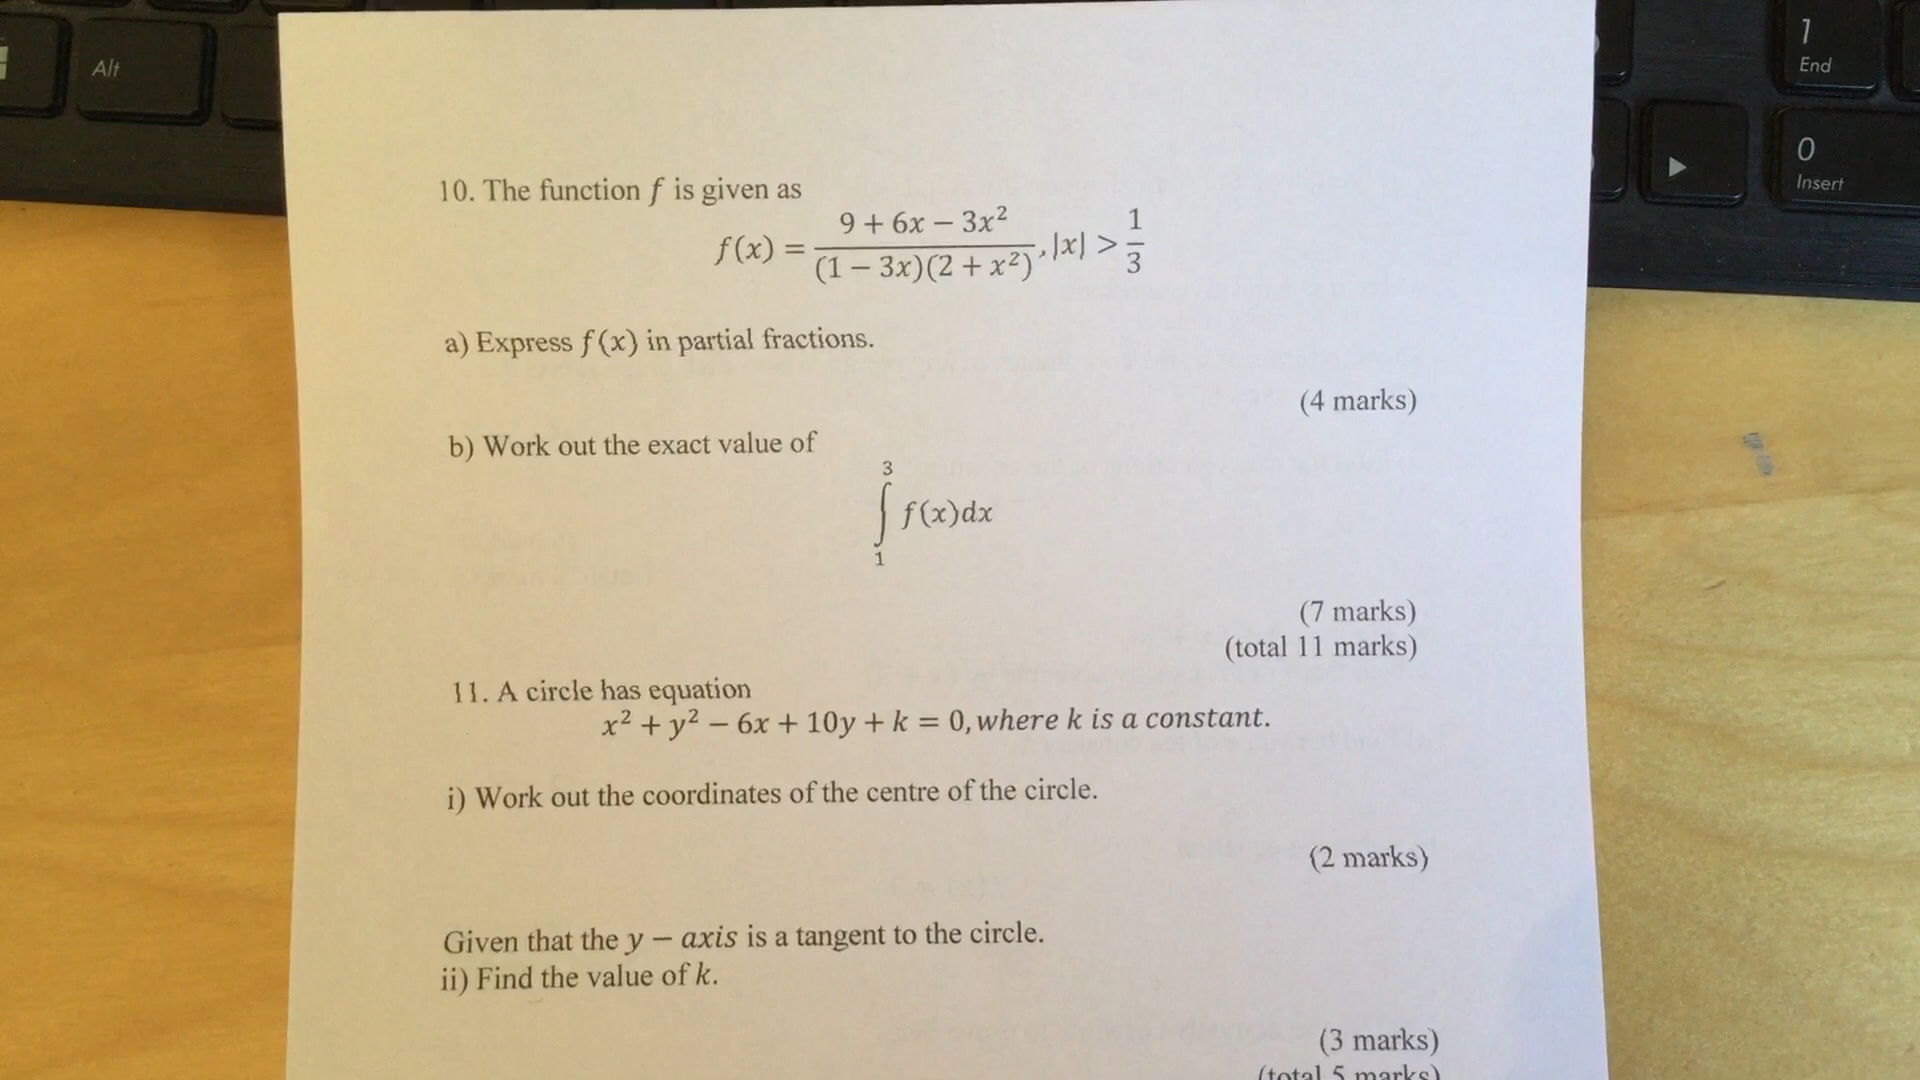 Alt
1
End
0
Insert
10. The function f is given as
f(x) = (9 + 6x − 3x²)/((1 − 3x)(2 + x²)), |x| > 1/3
a) Express f(x) in partial fractions.
(4 marks)
b) Work out the exact value of
∫₁³ f(x)dx
(7 marks)
(total 11 marks)
11. A circle has equation
x² + y² − 6x + 10y + k = 0, where k is a constant.
i) Work out the coordinates of the centre of the circle.
(2 marks)
Given that the y − axis is a tangent to the circle.
ii) Find the value of k.
(3 marks)
(total 5 marks)